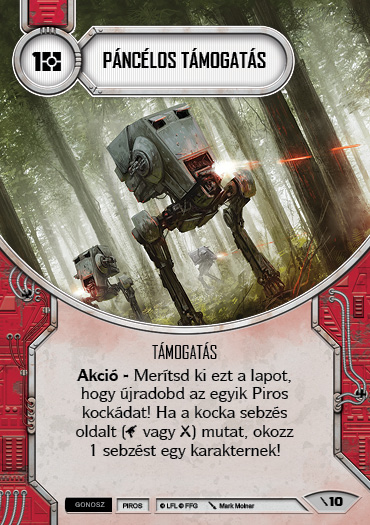 1
PÁNCÉLOS TÁMOGATÁS
TÁMOGATÁS
Akció - Merítsd ki ezt a lapot,
hogy újradobd az egyik Piros
kockádat! Ha a kocka sebzés
oldalt ( vagy ) mutat, okozz
1 sebzést egy karakternek!
GONOSZ PIROS © LFL © FFG Mark Molnar 10